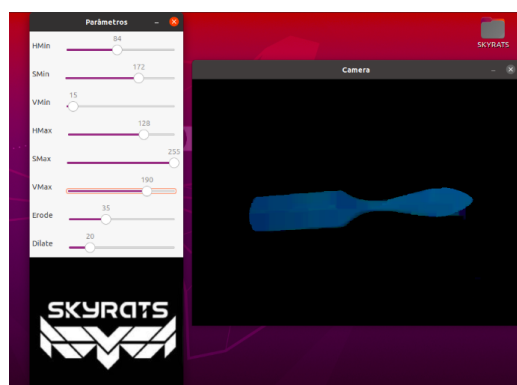 Parâmetros
SKYRATS
HMin
84
SMin
172
VMin
15
HMax
128
SMax
255
VMax
190
Erode
35
Dilate
20
SKYRATS
Camera